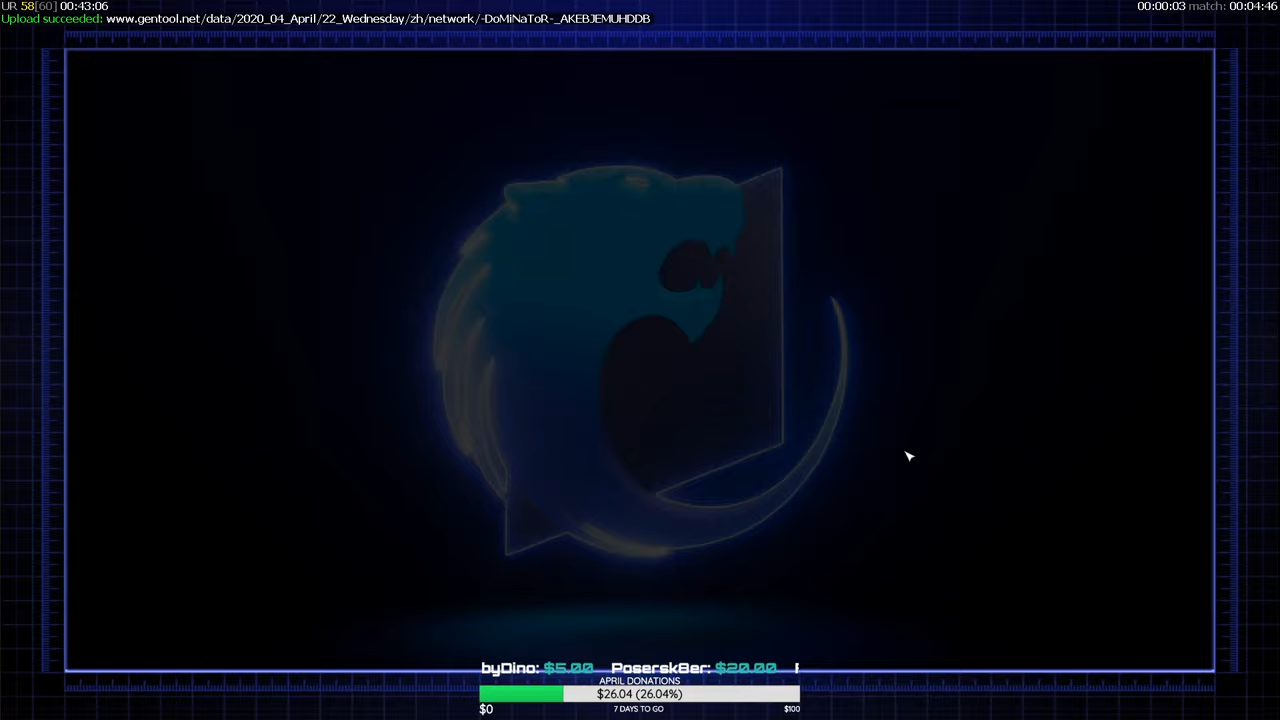 UR 58[60] 00:43:06
00:00:03 match: 00:04:46
Upload succeeded: www.gentool.net/data/2020_04_April/22_Wednesday/zh/network/-DoMiNaToR-_AKEBJEMUHDDB
byDino: $5.00 Posersk8er: $20.00
APRIL DONATIONS
$26.04 (26.04%)
$0 7 DAYS TO GO $100